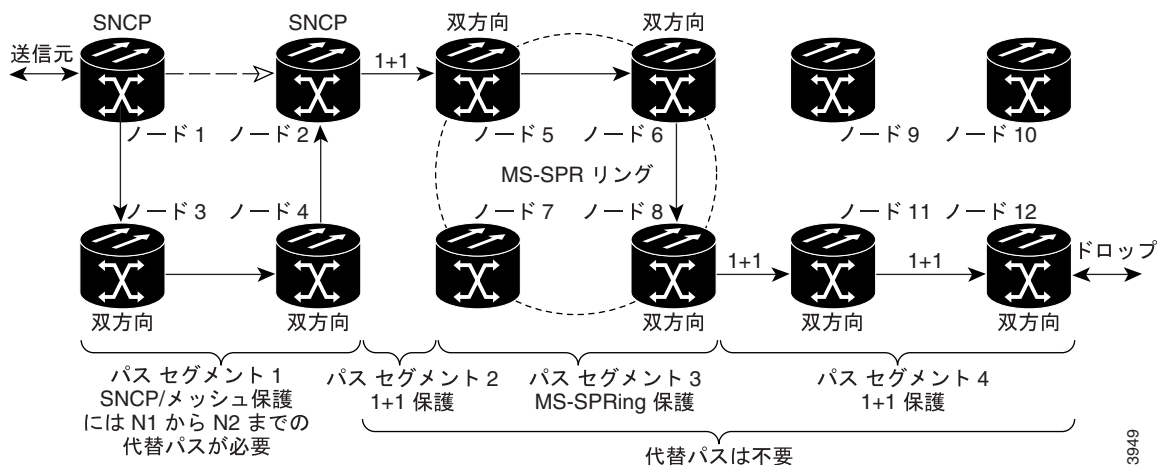 SNCP
SNCP
双方向
双方向
送信元
1+1
ノード 1
ノード 2
ノード 5
ノード 6
ノード 9
ノード 10
MS-SPR リング
ノード 3
ノード 4
ノード 7
ノード 8
ノード 11
ノード 12
1+1
1+1
ドロップ
双方向
双方向
双方向
双方向
双方向
パス セグメント 1
SNCP/メッシュ保護
には N1 から N2 までの
代替パスが必要
パス セグメント 2
1+1 保護
パス セグメント 3
MS-SPRing 保護
パス セグメント 4
1+1 保護
代替パスは不要
3949